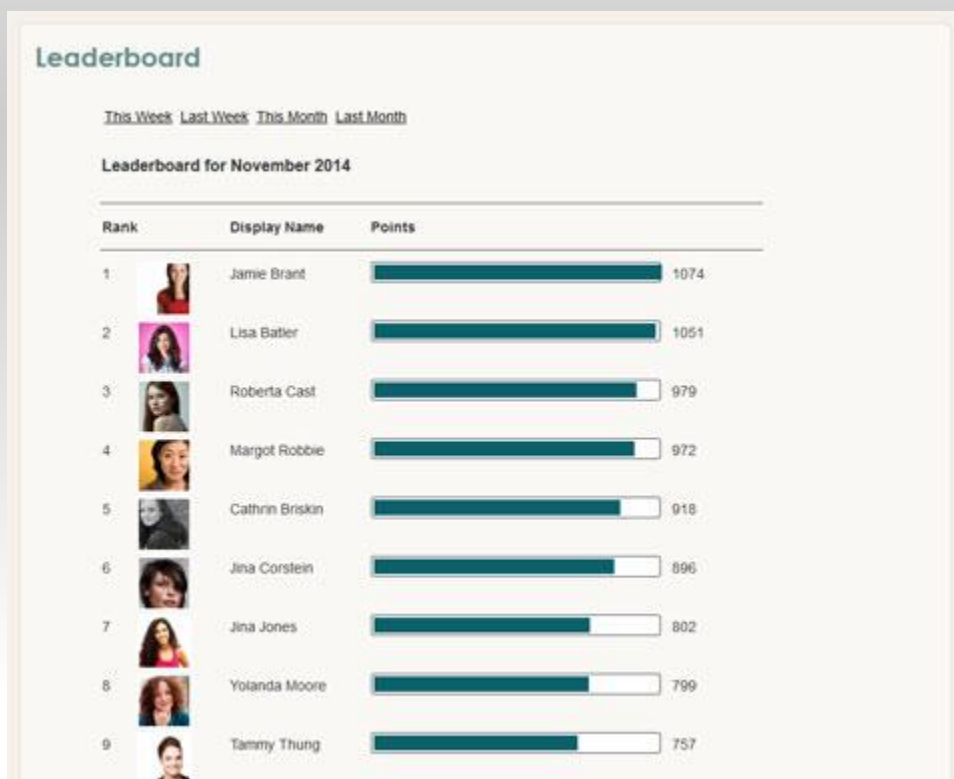 Leaderboard
This Week Last Week This Month Last Month
Leaderboard for November 2014
Rank Display Name Points
1 Jamie Brant 1074
2 Lisa Batler 1051
3 Roberta Cast 979
4 Margot Robbie 972
5 Cathrin Briskin 918
6 Jina Corstein 896
7 Jina Jones 802
8 Yolanda Moore 799
9 Tammy Thung 757